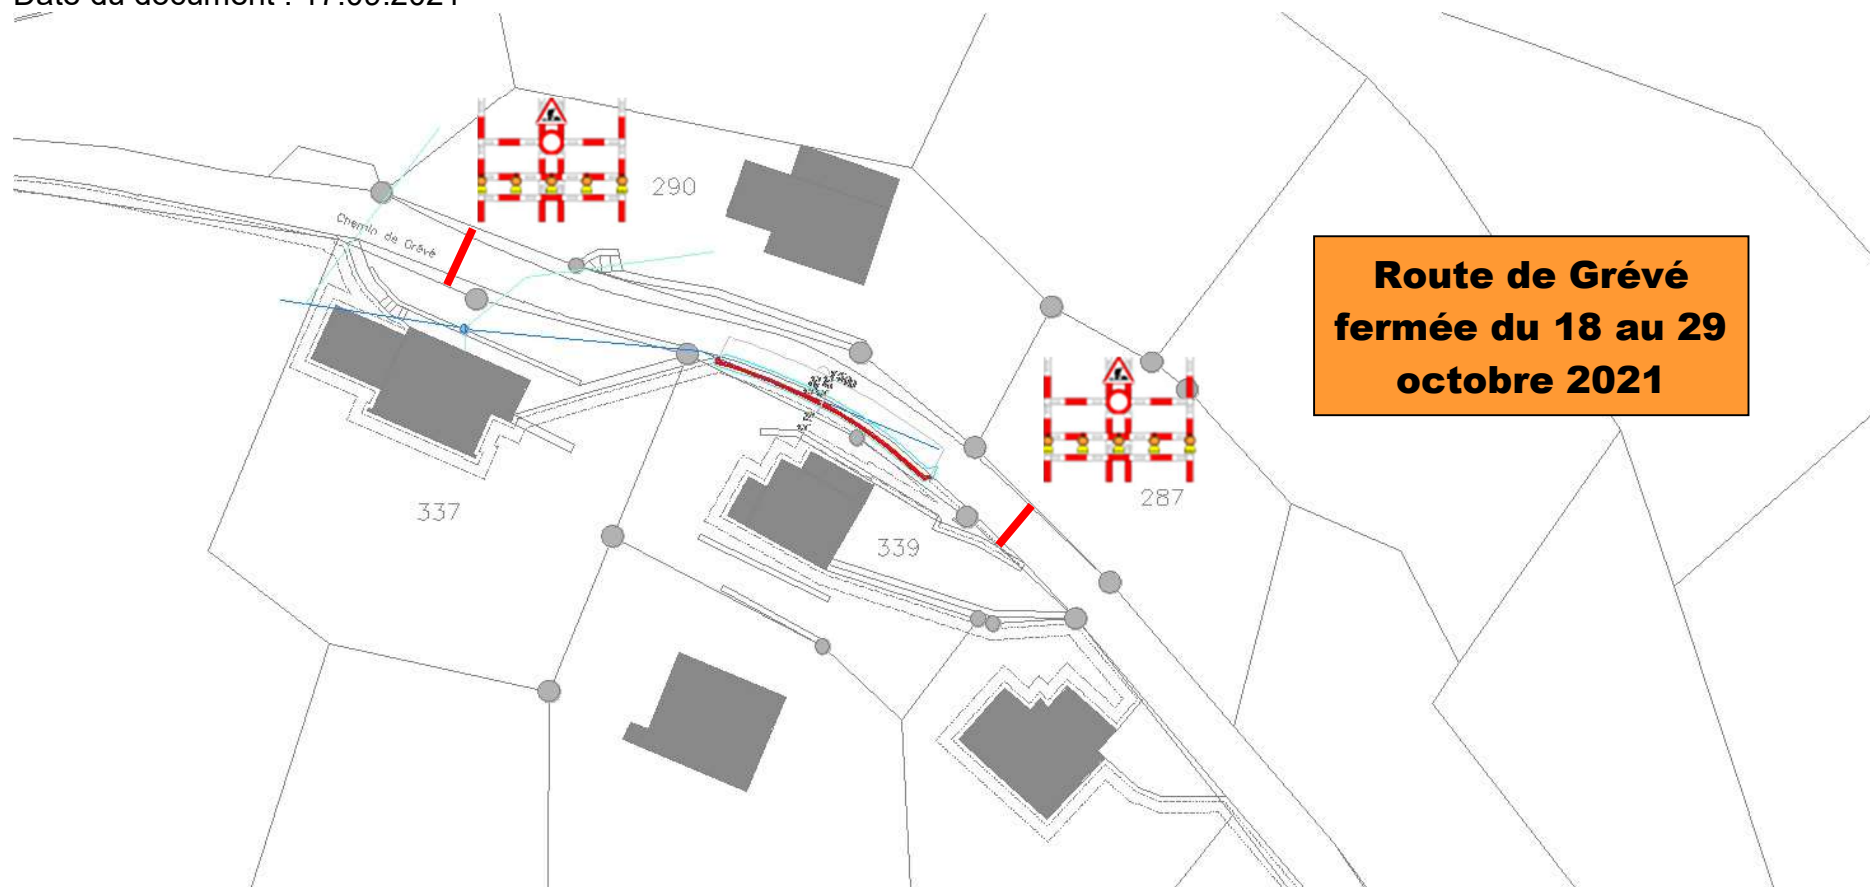 290
Chemin de Grévé
Route de Grévé
fermée du 18 au 29
octobre 2021
287
337
339